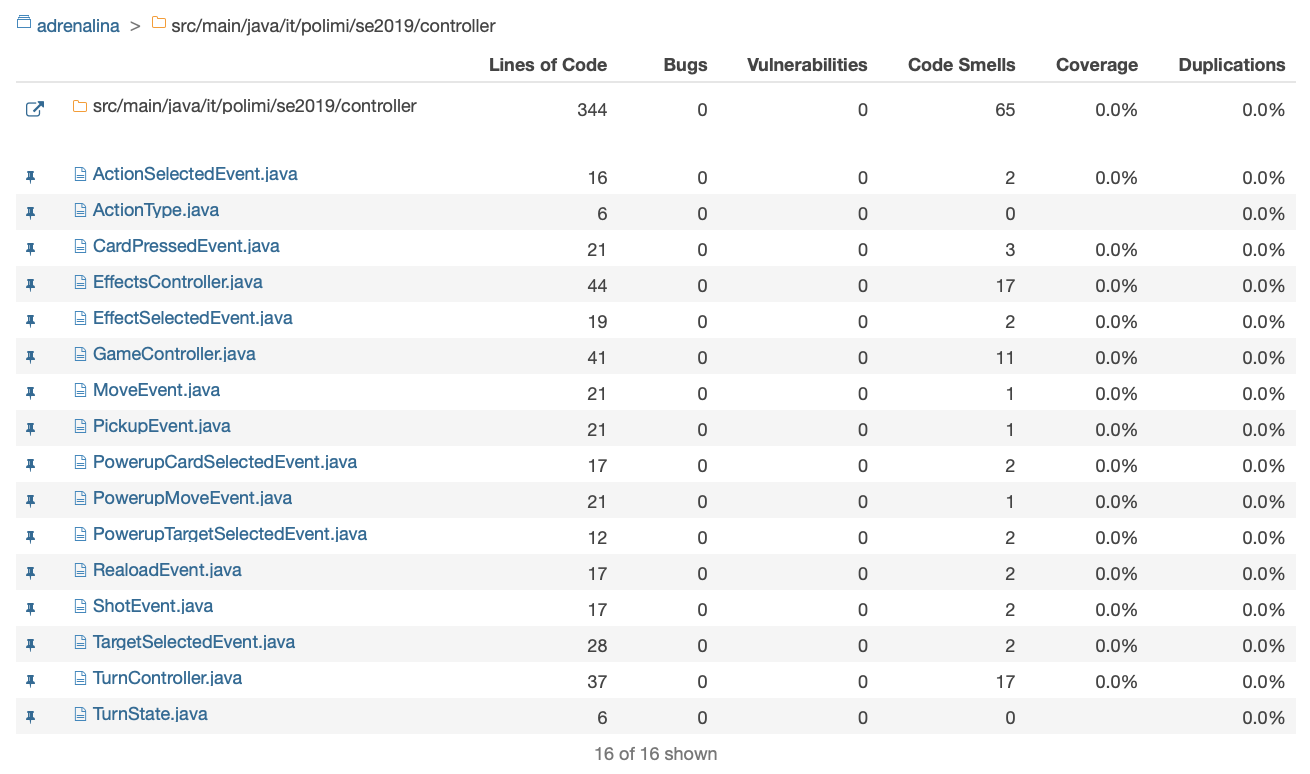 adrenalina > src/main/java/it/polimi/se2019/controller
Lines of Code Bugs Vulnerabilities Code Smells Coverage Duplications
src/main/java/it/polimi/se2019/controller 344 0 0 65 0.0% 0.0%
ActionSelectedEvent.java 16 0 0 2 0.0% 0.0%
ActionType.java 6 0 0 0 0.0%
CardPressedEvent.java 21 0 0 3 0.0% 0.0%
EffectsController.java 44 0 0 17 0.0% 0.0%
EffectSelectedEvent.java 19 0 0 2 0.0% 0.0%
GameController.java 41 0 0 11 0.0% 0.0%
MoveEvent.java 21 0 0 1 0.0% 0.0%
PickupEvent.java 21 0 0 1 0.0% 0.0%
PowerupCardSelectedEvent.java 17 0 0 2 0.0% 0.0%
PowerupMoveEvent.java 21 0 0 1 0.0% 0.0%
PowerupTargetSelectedEvent.java 12 0 0 2 0.0% 0.0%
RealoadEvent.java 17 0 0 2 0.0% 0.0%
ShotEvent.java 17 0 0 2 0.0% 0.0%
TargetSelectedEvent.java 28 0 0 2 0.0% 0.0%
TurnController.java 37 0 0 17 0.0% 0.0%
TurnState.java 6 0 0 0 0.0%
16 of 16 shown